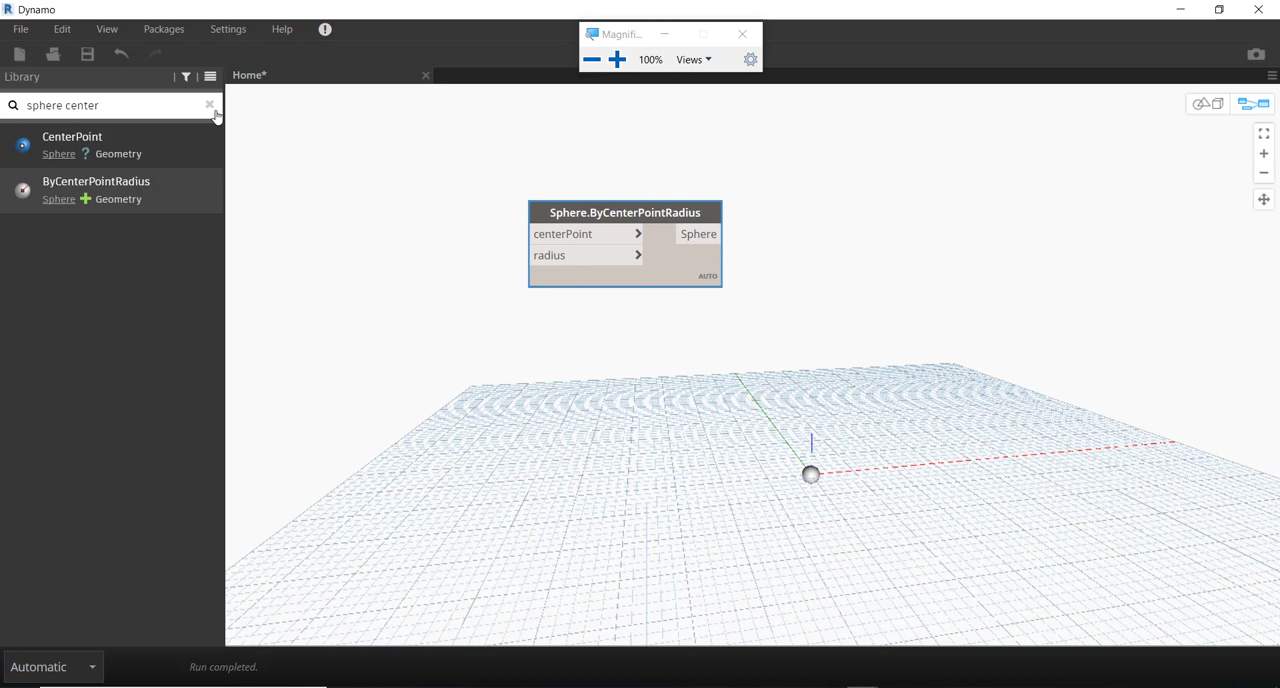 Dynamo
File Edit View Packages Settings Help
Magnifi...
100% Views
Library
Home*
sphere center
CenterPoint
Sphere ? Geometry
ByCenterPointRadius
Sphere Geometry
Sphere.ByCenterPointRadius
centerPoint > Sphere
radius >
AUTO
Automatic
Run completed.